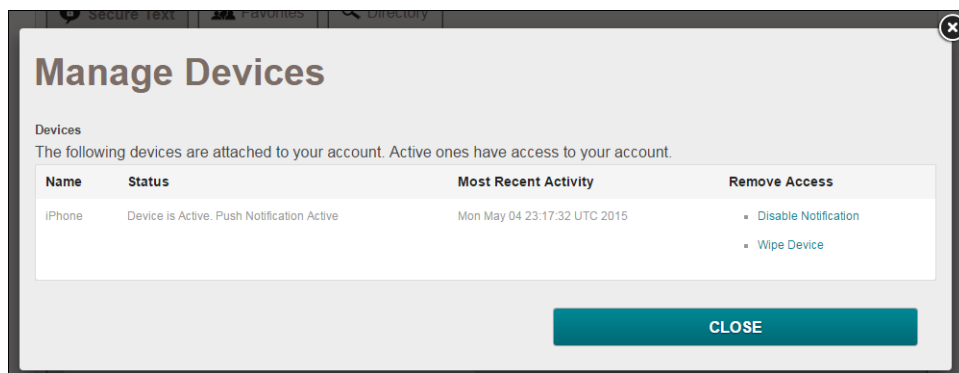 Secure Text Favorites Directory
Manage Devices
Devices
The following devices are attached to your account. Active ones have access to your account.
Name Status Most Recent Activity Remove Access
iPhone Device is Active. Push Notification Active Mon May 04 23:17:32 UTC 2015 Disable Notification
Wipe Device
CLOSE